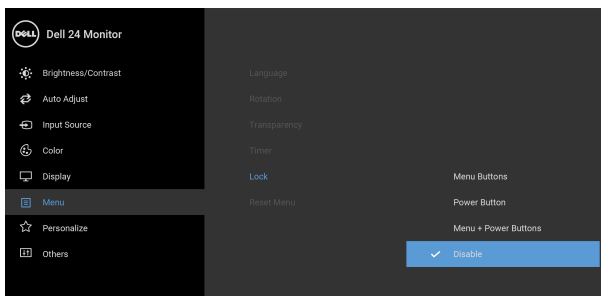 DELL Dell 24 Monitor
Brightness/Contrast
Auto Adjust
Input Source
Color
Display
Menu
Personalize
Others
Language
Rotation
Transparency
Timer
Lock
Reset Menu
Menu Buttons
Power Button
Menu + Power Buttons
Disable